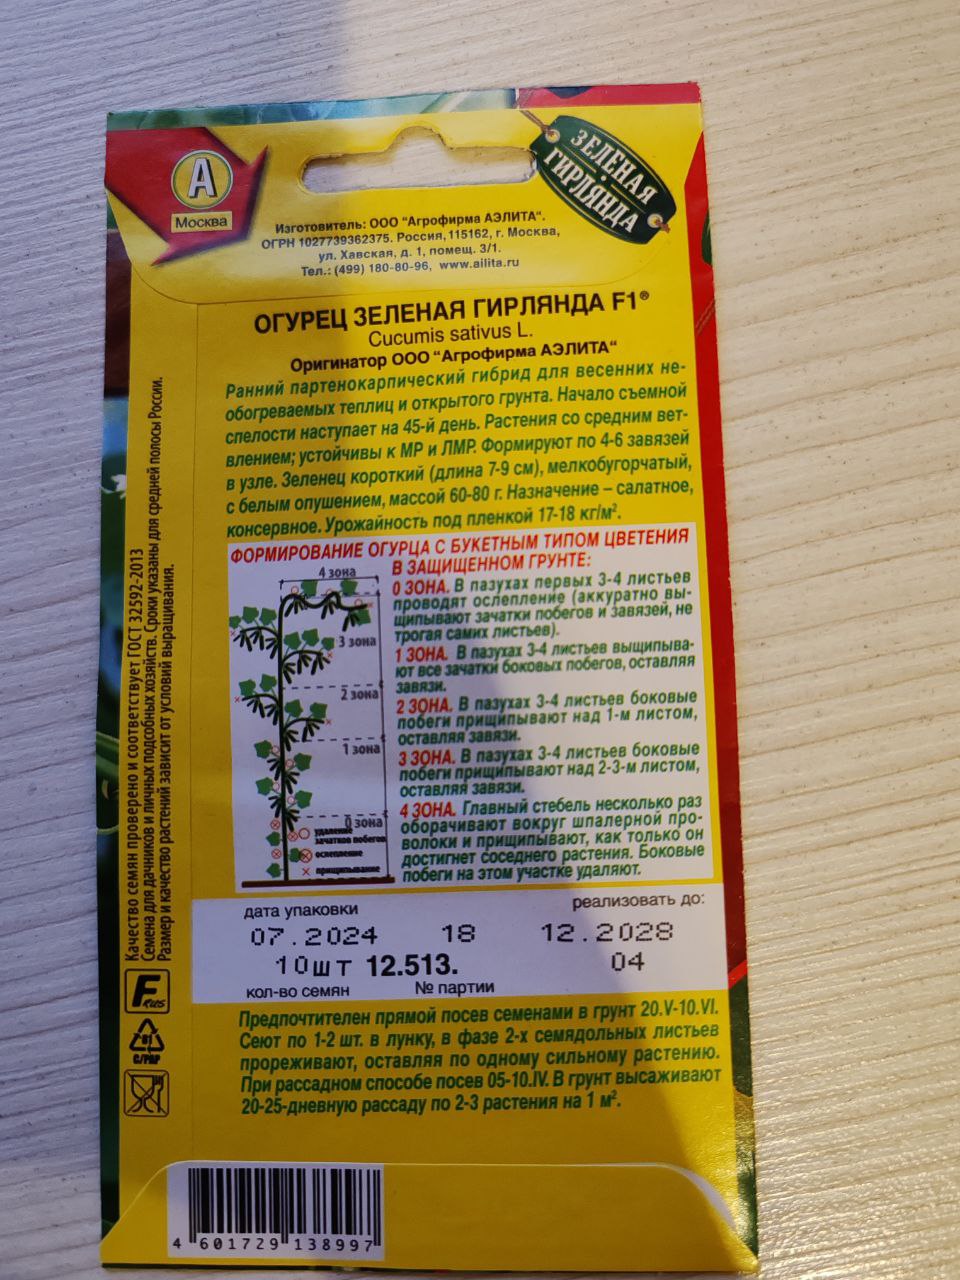 А
Москва
ЗЕЛЕНАЯ
ГИРЛЯНДА
Изготовитель: ООО "Агрофирма АЭЛИТА".
ОГРН 1027739362375. Россия, 115162, г. Москва,
ул. Хавская, д. 1, помещ. 3/1.
Тел.: (499) 180-80-96, www.ailita.ru
ОГУРЕЦ ЗЕЛЕНАЯ ГИРЛЯНДА F1®
Cucumis sativus L.
Оригинатор ООО "Агрофирма АЭЛИТА"
Ранний партенокарпический гибрид для весенних не-
обогреваемых теплиц и открытого грунта. Начало съемной
спелости наступает на 45-й день. Растения со средним вет-
влением; устойчивы к МР и ЛМР. Формируют по 4-6 завязей
в узле. Зеленец короткий (длина 7-9 см), мелкобугорчатый,
с белым опушением, массой 60-80 г. Назначение – салатное,
консервное. Урожайность под пленкой 17-18 кг/м².
ФОРМИРОВАНИЕ ОГУРЦА С БУКЕТНЫМ ТИПОМ ЦВЕТЕНИЯ
В ЗАЩИЩЕННОМ ГРУНТЕ:
4 зона
3 зона
2 зона
1 зона
0 зона
удаление
зачатков побегов
ослепление
прищипывание
0 ЗОНА. В пазухах первых 3-4 листьев
проводят ослепление (аккуратно вы-
щипывают зачатки побегов и завязей, не
трогая самих листьев).
1 ЗОНА. В пазухах 3-4 листьев выщипыва-
ют все зачатки боковых побегов, оставляя
завязи.
2 ЗОНА. В пазухах 3-4 листьев боковые
побеги прищипывают над 1-м листом,
оставляя завязи.
3 ЗОНА. В пазухах 3-4 листьев боковые
побеги прищипывают над 2-3-м листом,
оставляя завязи.
4 ЗОНА. Главный стебель несколько раз
оборачивают вокруг шпалерной про-
волоки и прищипывают, как только он
достигнет соседнего растения. Боковые
побеги на этом участке удаляют.
дата упаковки
реализовать до:
07.2024 18 12.2028
10шт 12.513. 04
кол-во семян № партии
Предпочтителен прямой посев семенами в грунт 20.V-10.VI.
Сеют по 1-2 шт. в лунку, в фазе 2-х семядольных листьев
прореживают, оставляя по одному сильному растению.
При рассадном способе посев 05-10.IV. В грунт высаживают
20-25-дневную рассаду по 2-3 растения на 1 м².
Качество семян проверено и соответствует ГОСТ 32592-2013
Семена для дачников и личных подсобных хозяйств. Сроки указаны для средней полосы России.
Размер и качество растений зависит от условий выращивания.
F RUS
81
C/PAP
4 601729 138997